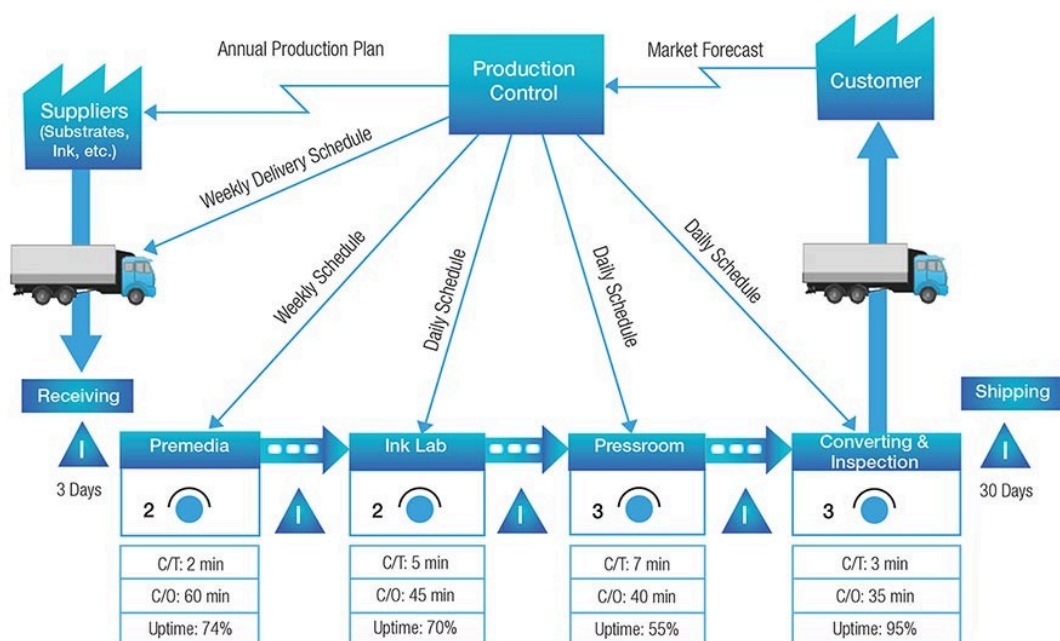 Annual Production Plan
Production
Control
Market Forecast
Customer
Suppliers
(Substrates,
Ink, etc.)
Weekly Delivery Schedule
Weekly Schedule
Daily Schedule
Daily Schedule
Daily Schedule
Receiving
I
3 Days
Shipping
I
30 Days
Premedia
2
C/T: 2 min
C/O: 60 min
Uptime: 74%
I
Ink Lab
2
C/T: 5 min
C/O: 45 min
Uptime: 70%
I
Pressroom
3
C/T: 7 min
C/O: 40 min
Uptime: 55%
I
Converting &
Inspection
3
C/T: 3 min
C/O: 35 min
Uptime: 95%